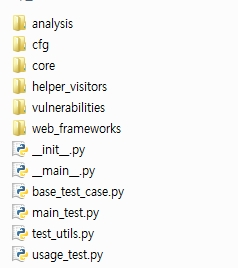 analysis
cfg
core
helper_visitors
vulnerabilities
web_frameworks
__init__.py
__main__.py
base_test_case.py
main_test.py
test_utils.py
usage_test.py